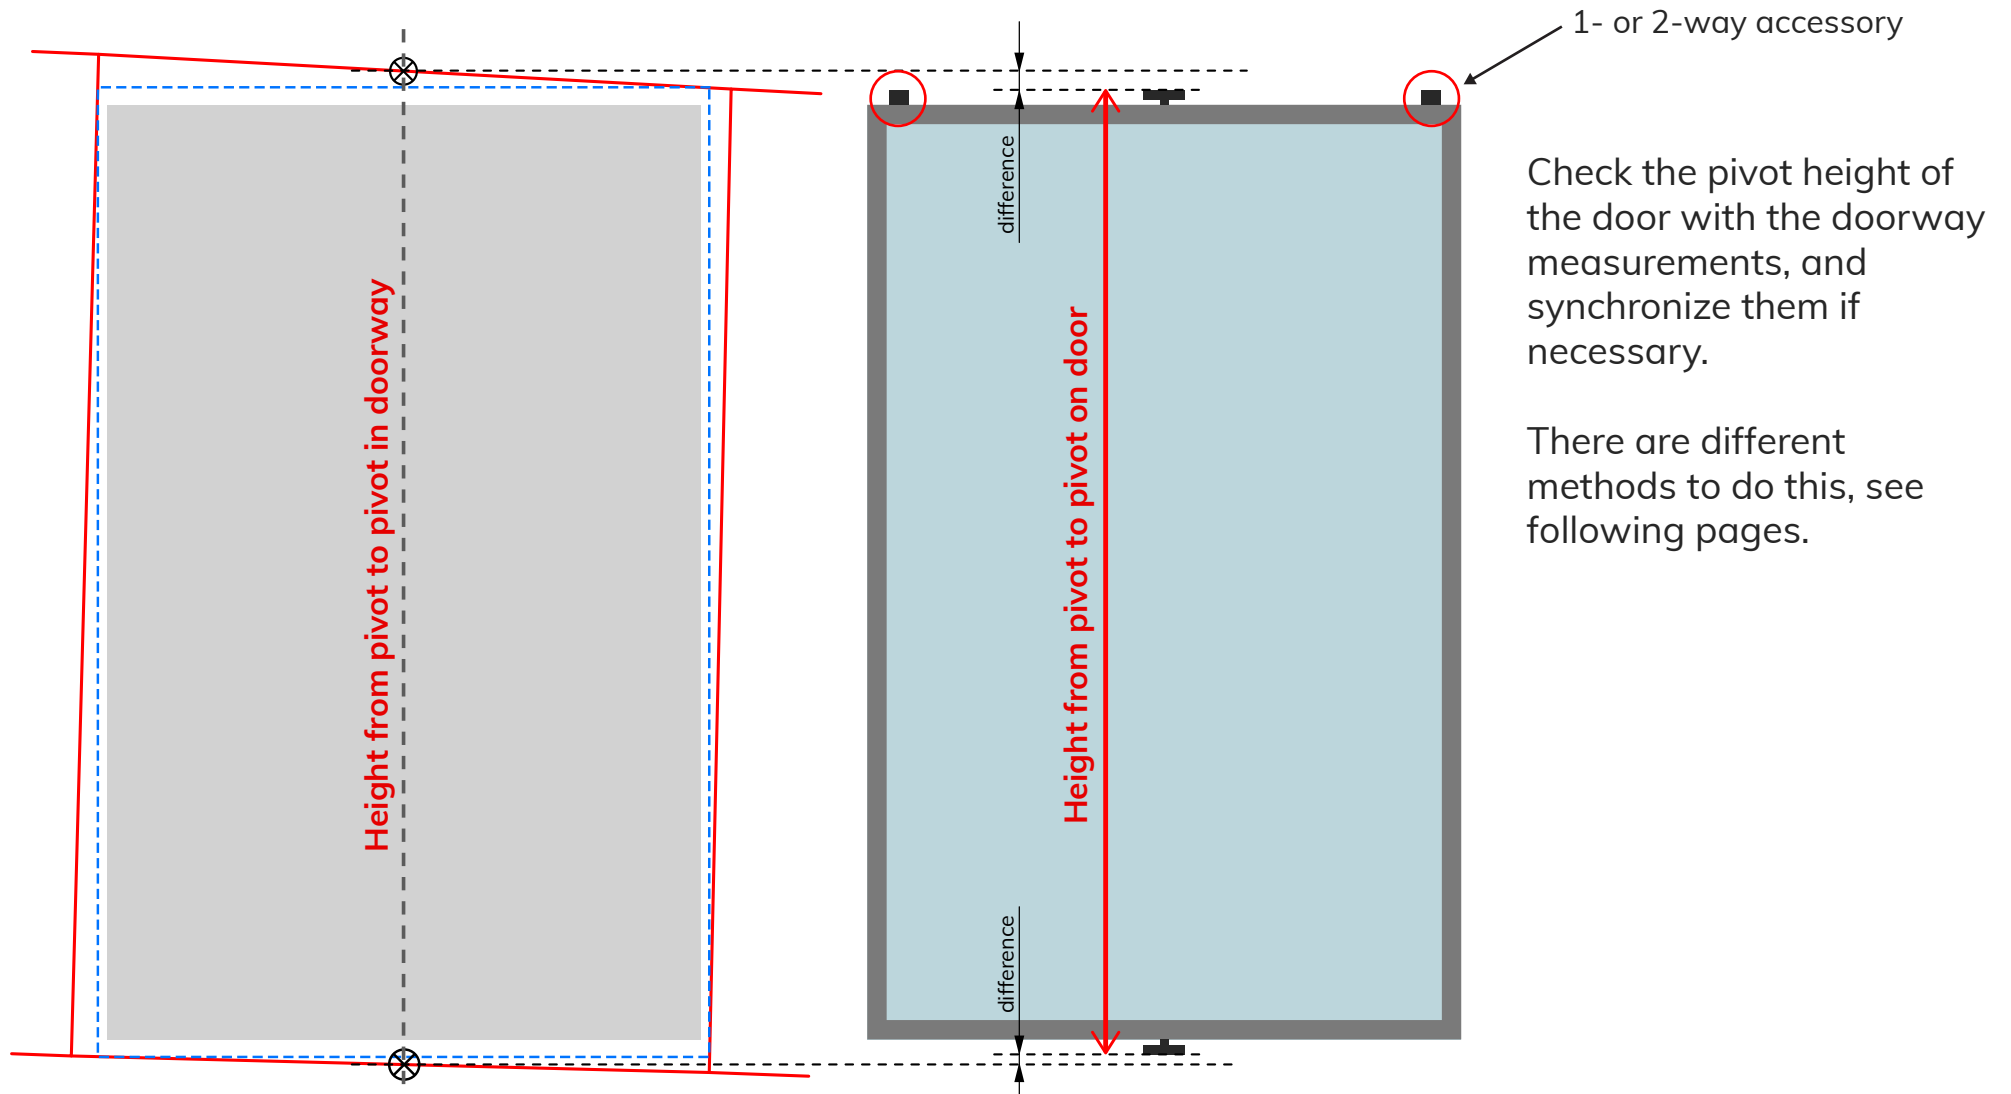 1- or 2-way accessory
difference
Height from pivot to pivot in doorway
Height from pivot to pivot on door
difference
Check the pivot height of
the door with the doorway
measurements, and
synchronize them if
necessary.
There are different
methods to do this, see
following pages.